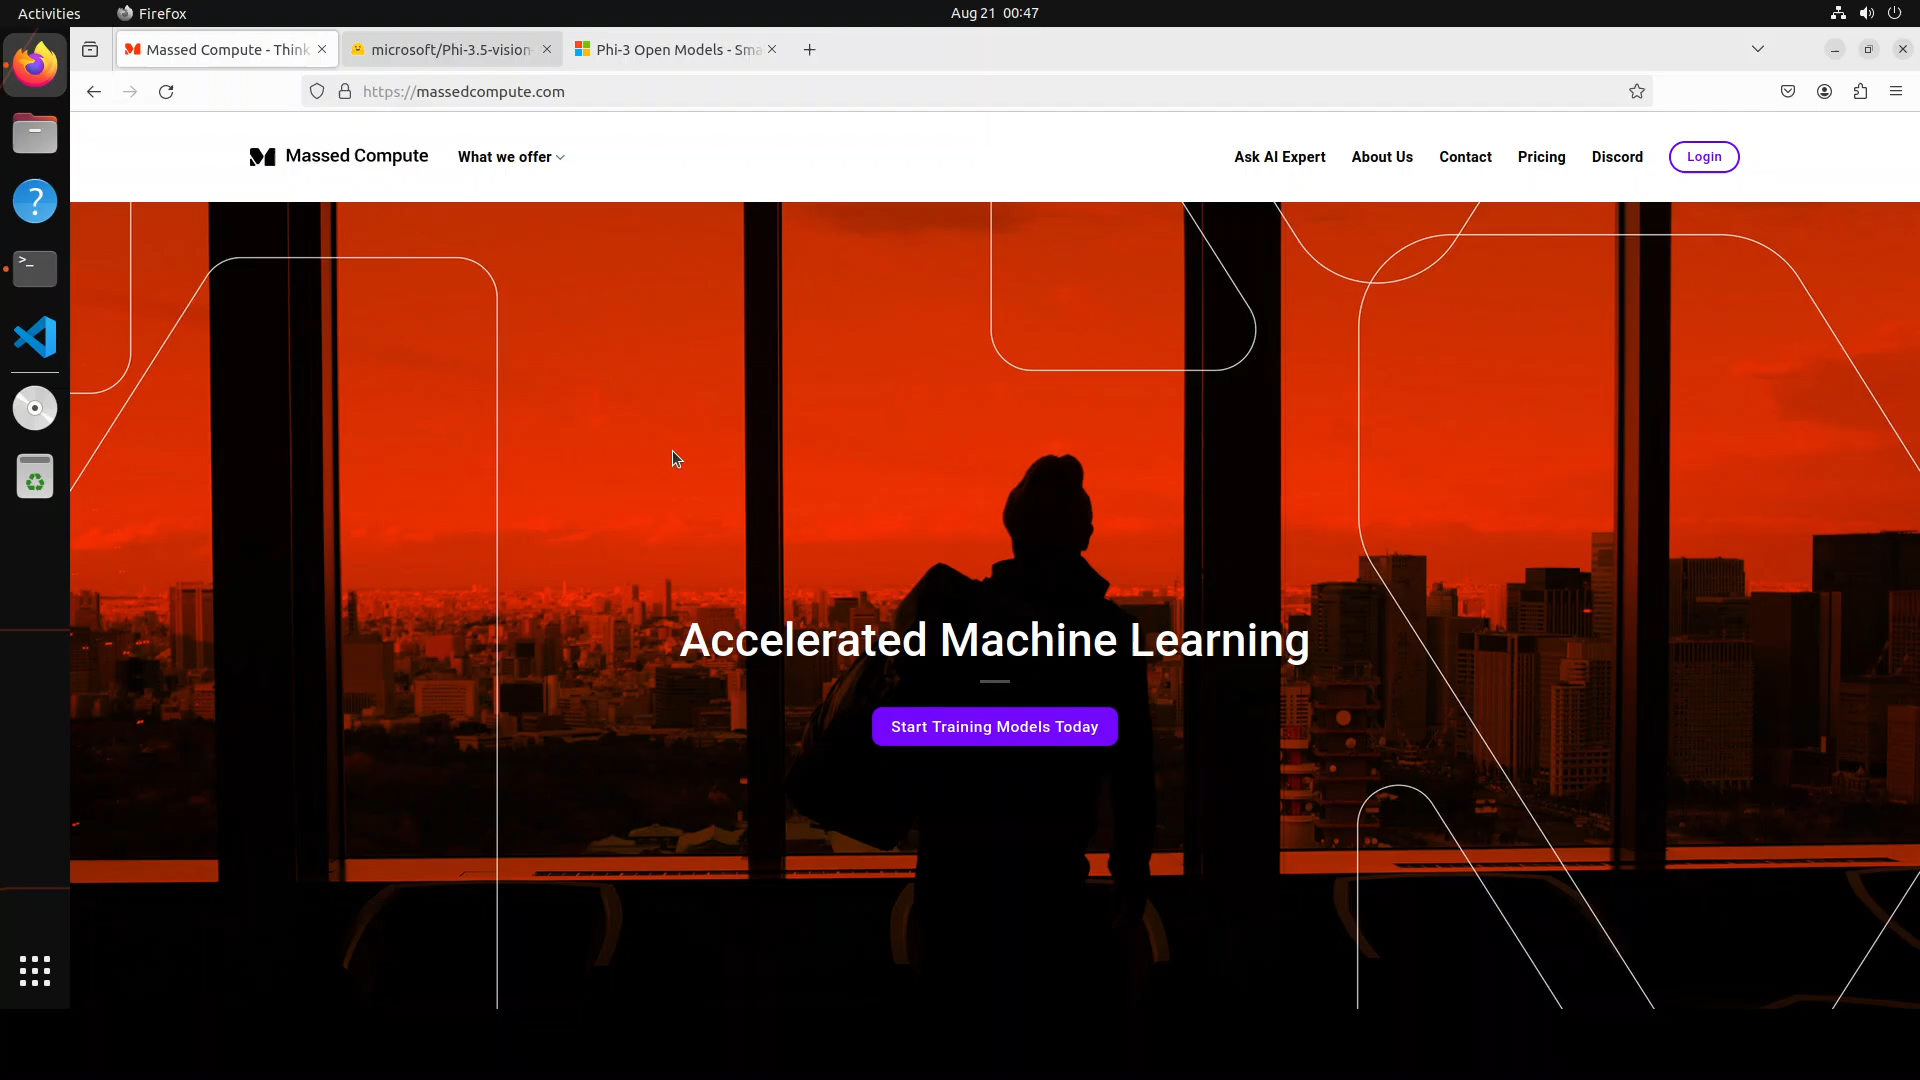 Activities
Firefox
Aug 21 00:47
Massed Compute - Think
microsoft/Phi-3.5-vision
Phi-3 Open Models - Sma
https://massedcompute.com
Massed Compute
What we offer
Ask AI Expert
About Us
Contact
Pricing
Discord
Login
Accelerated Machine Learning
Start Training Models Today